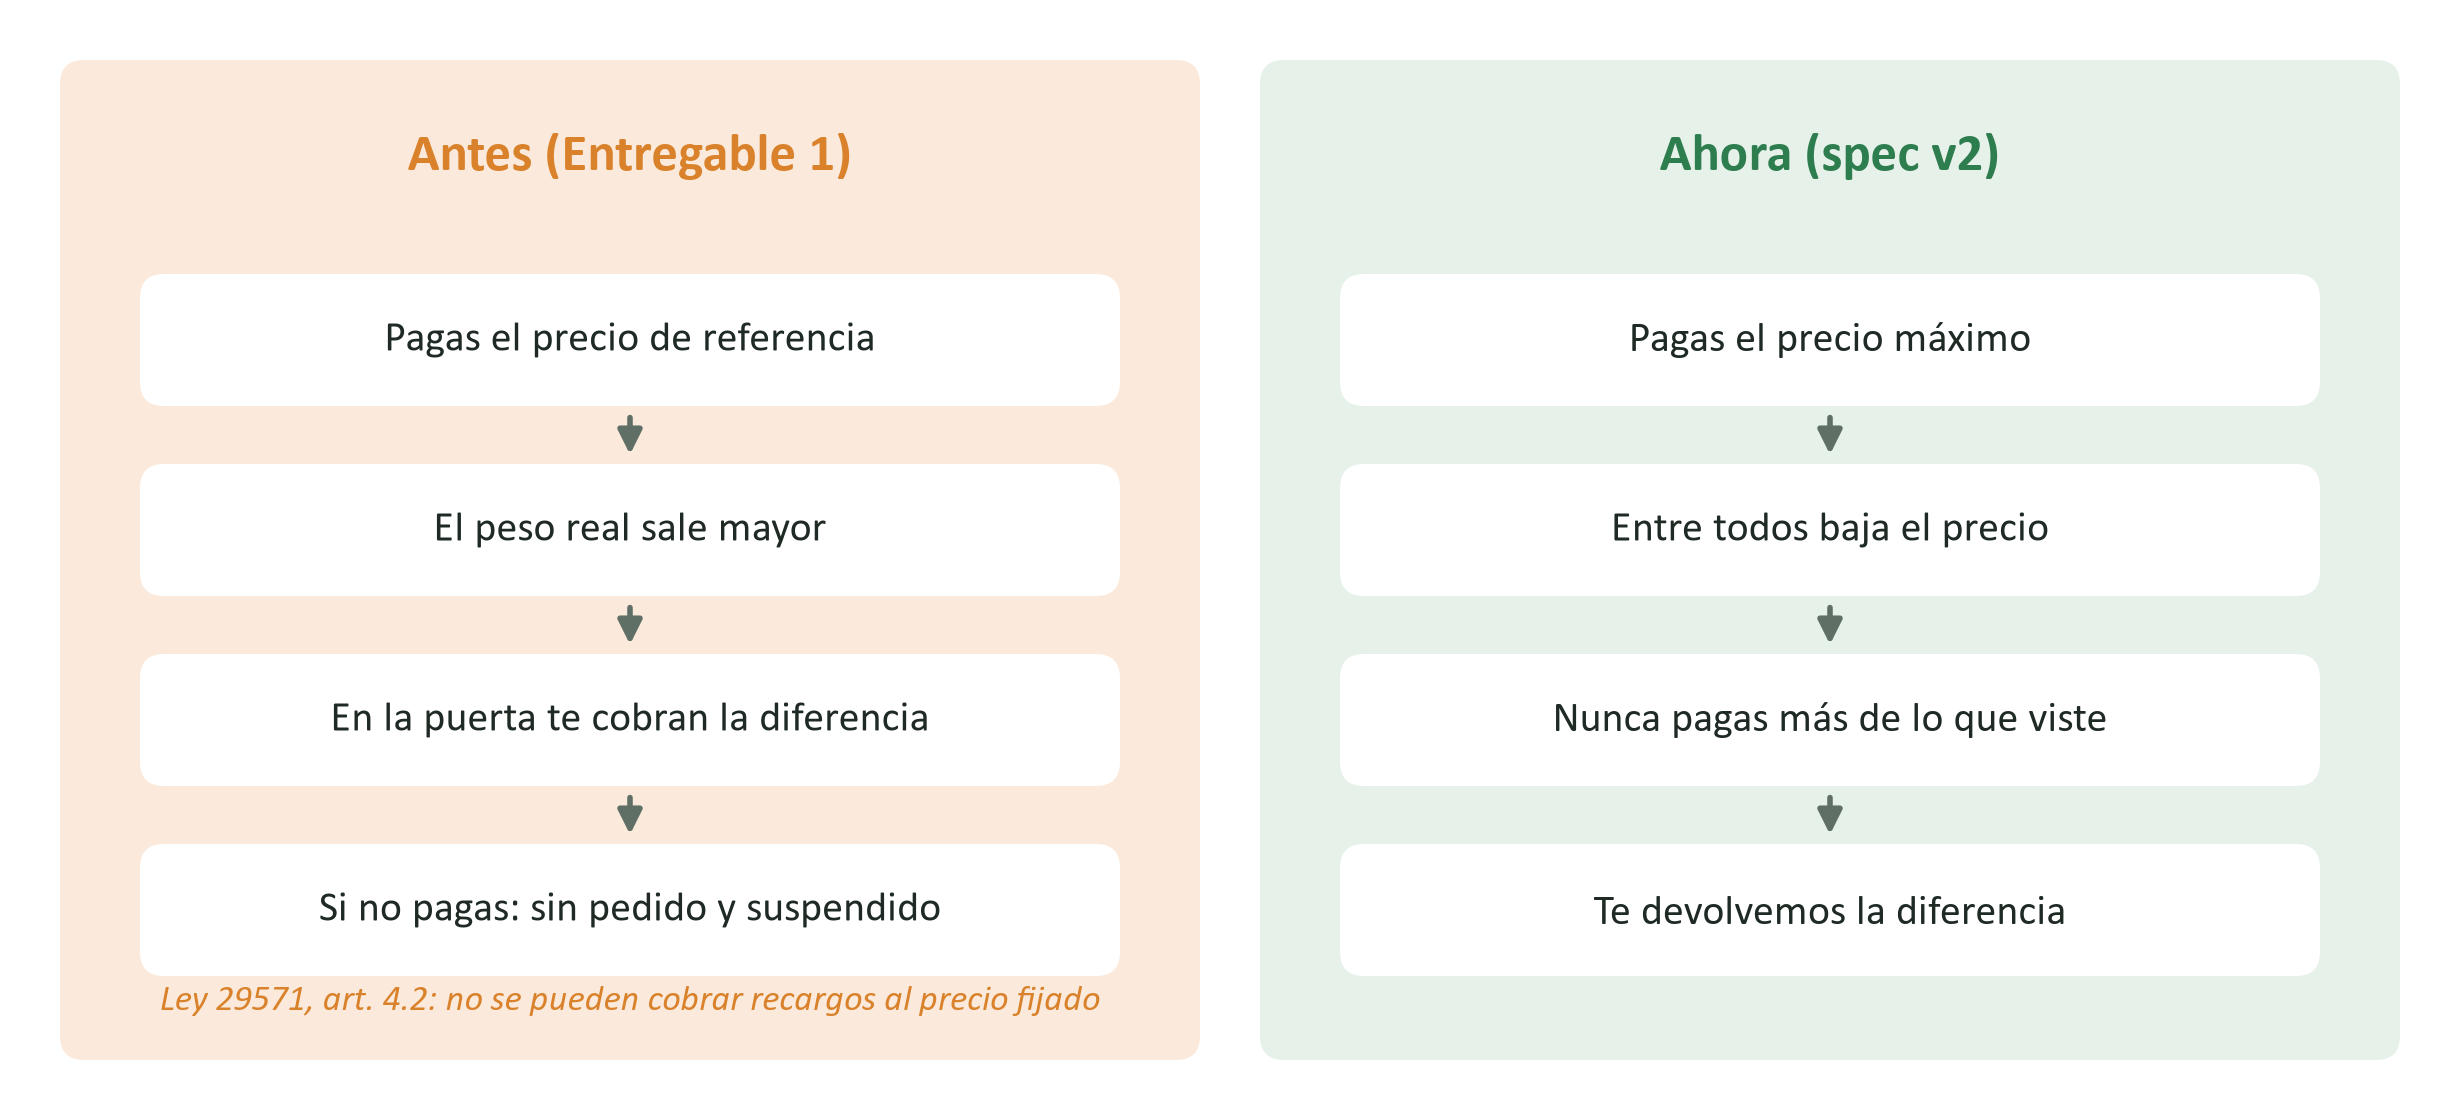 Antes (Entregable 1)
Pagas el precio de referencia
El peso real sale mayor
En la puerta te cobran la diferencia
Si no pagas: sin pedido y suspendido
Ley 29571, art. 4.2: no se pueden cobrar recargos al precio fijado
Ahora (spec v2)
Pagas el precio máximo
Entre todos baja el precio
Nunca pagas más de lo que viste
Te devolvemos la diferencia